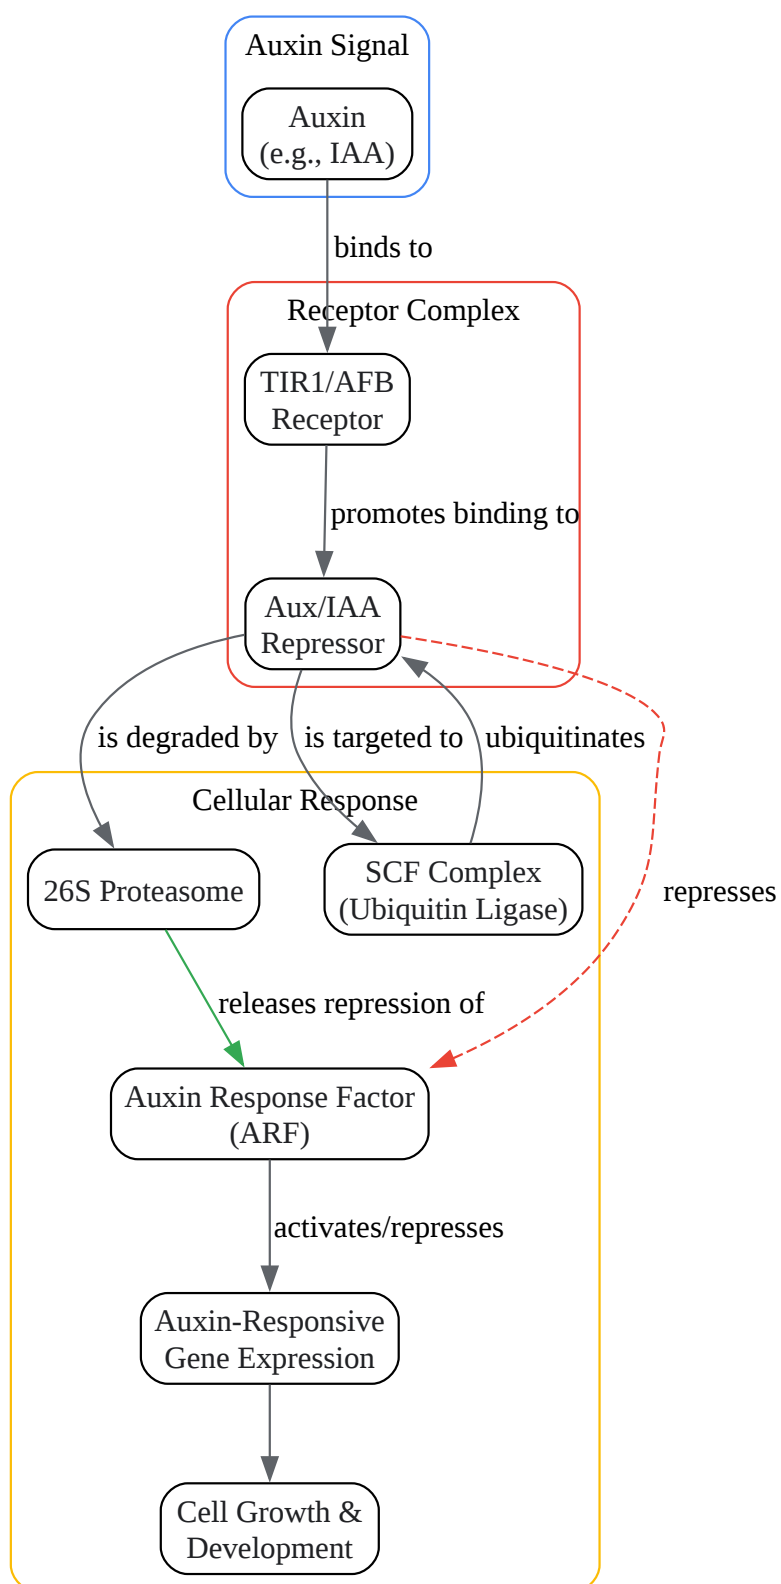 Auxin Signal
Auxin
(e.g., IAA)
binds to
Receptor Complex
TIR1/AFB
Receptor
promotes binding to
Aux/IAA
Repressor
is degraded by
is targeted to
ubiquitinates
Cellular Response
26S Proteasome
SCF Complex
(Ubiquitin Ligase)
represses
releases repression of
Auxin Response Factor
(ARF)
activates/represses
Auxin-Responsive
Gene Expression
Cell Growth &
Development